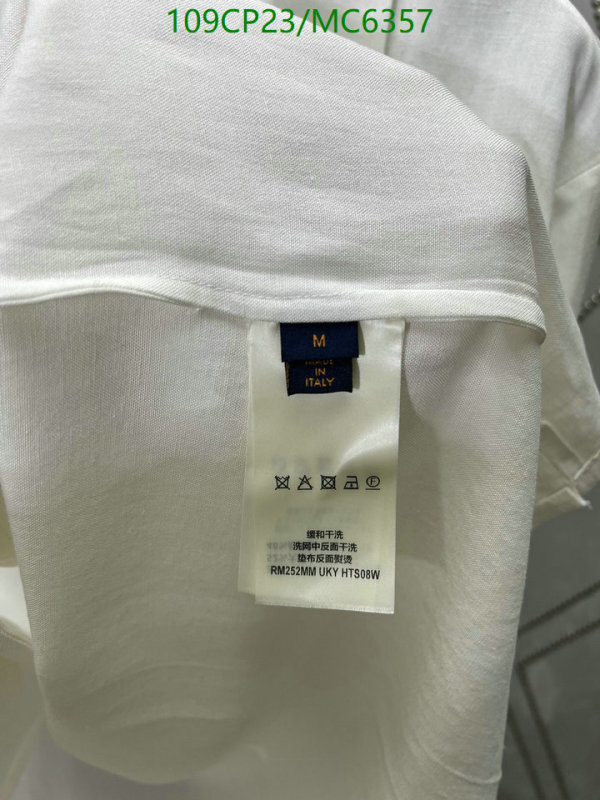 109CP23/MC6357
M
MADE
IN
ITALY
缓和干洗
洗网中反面干洗
垫布反面熨烫
RM252MM UKY HTS08W